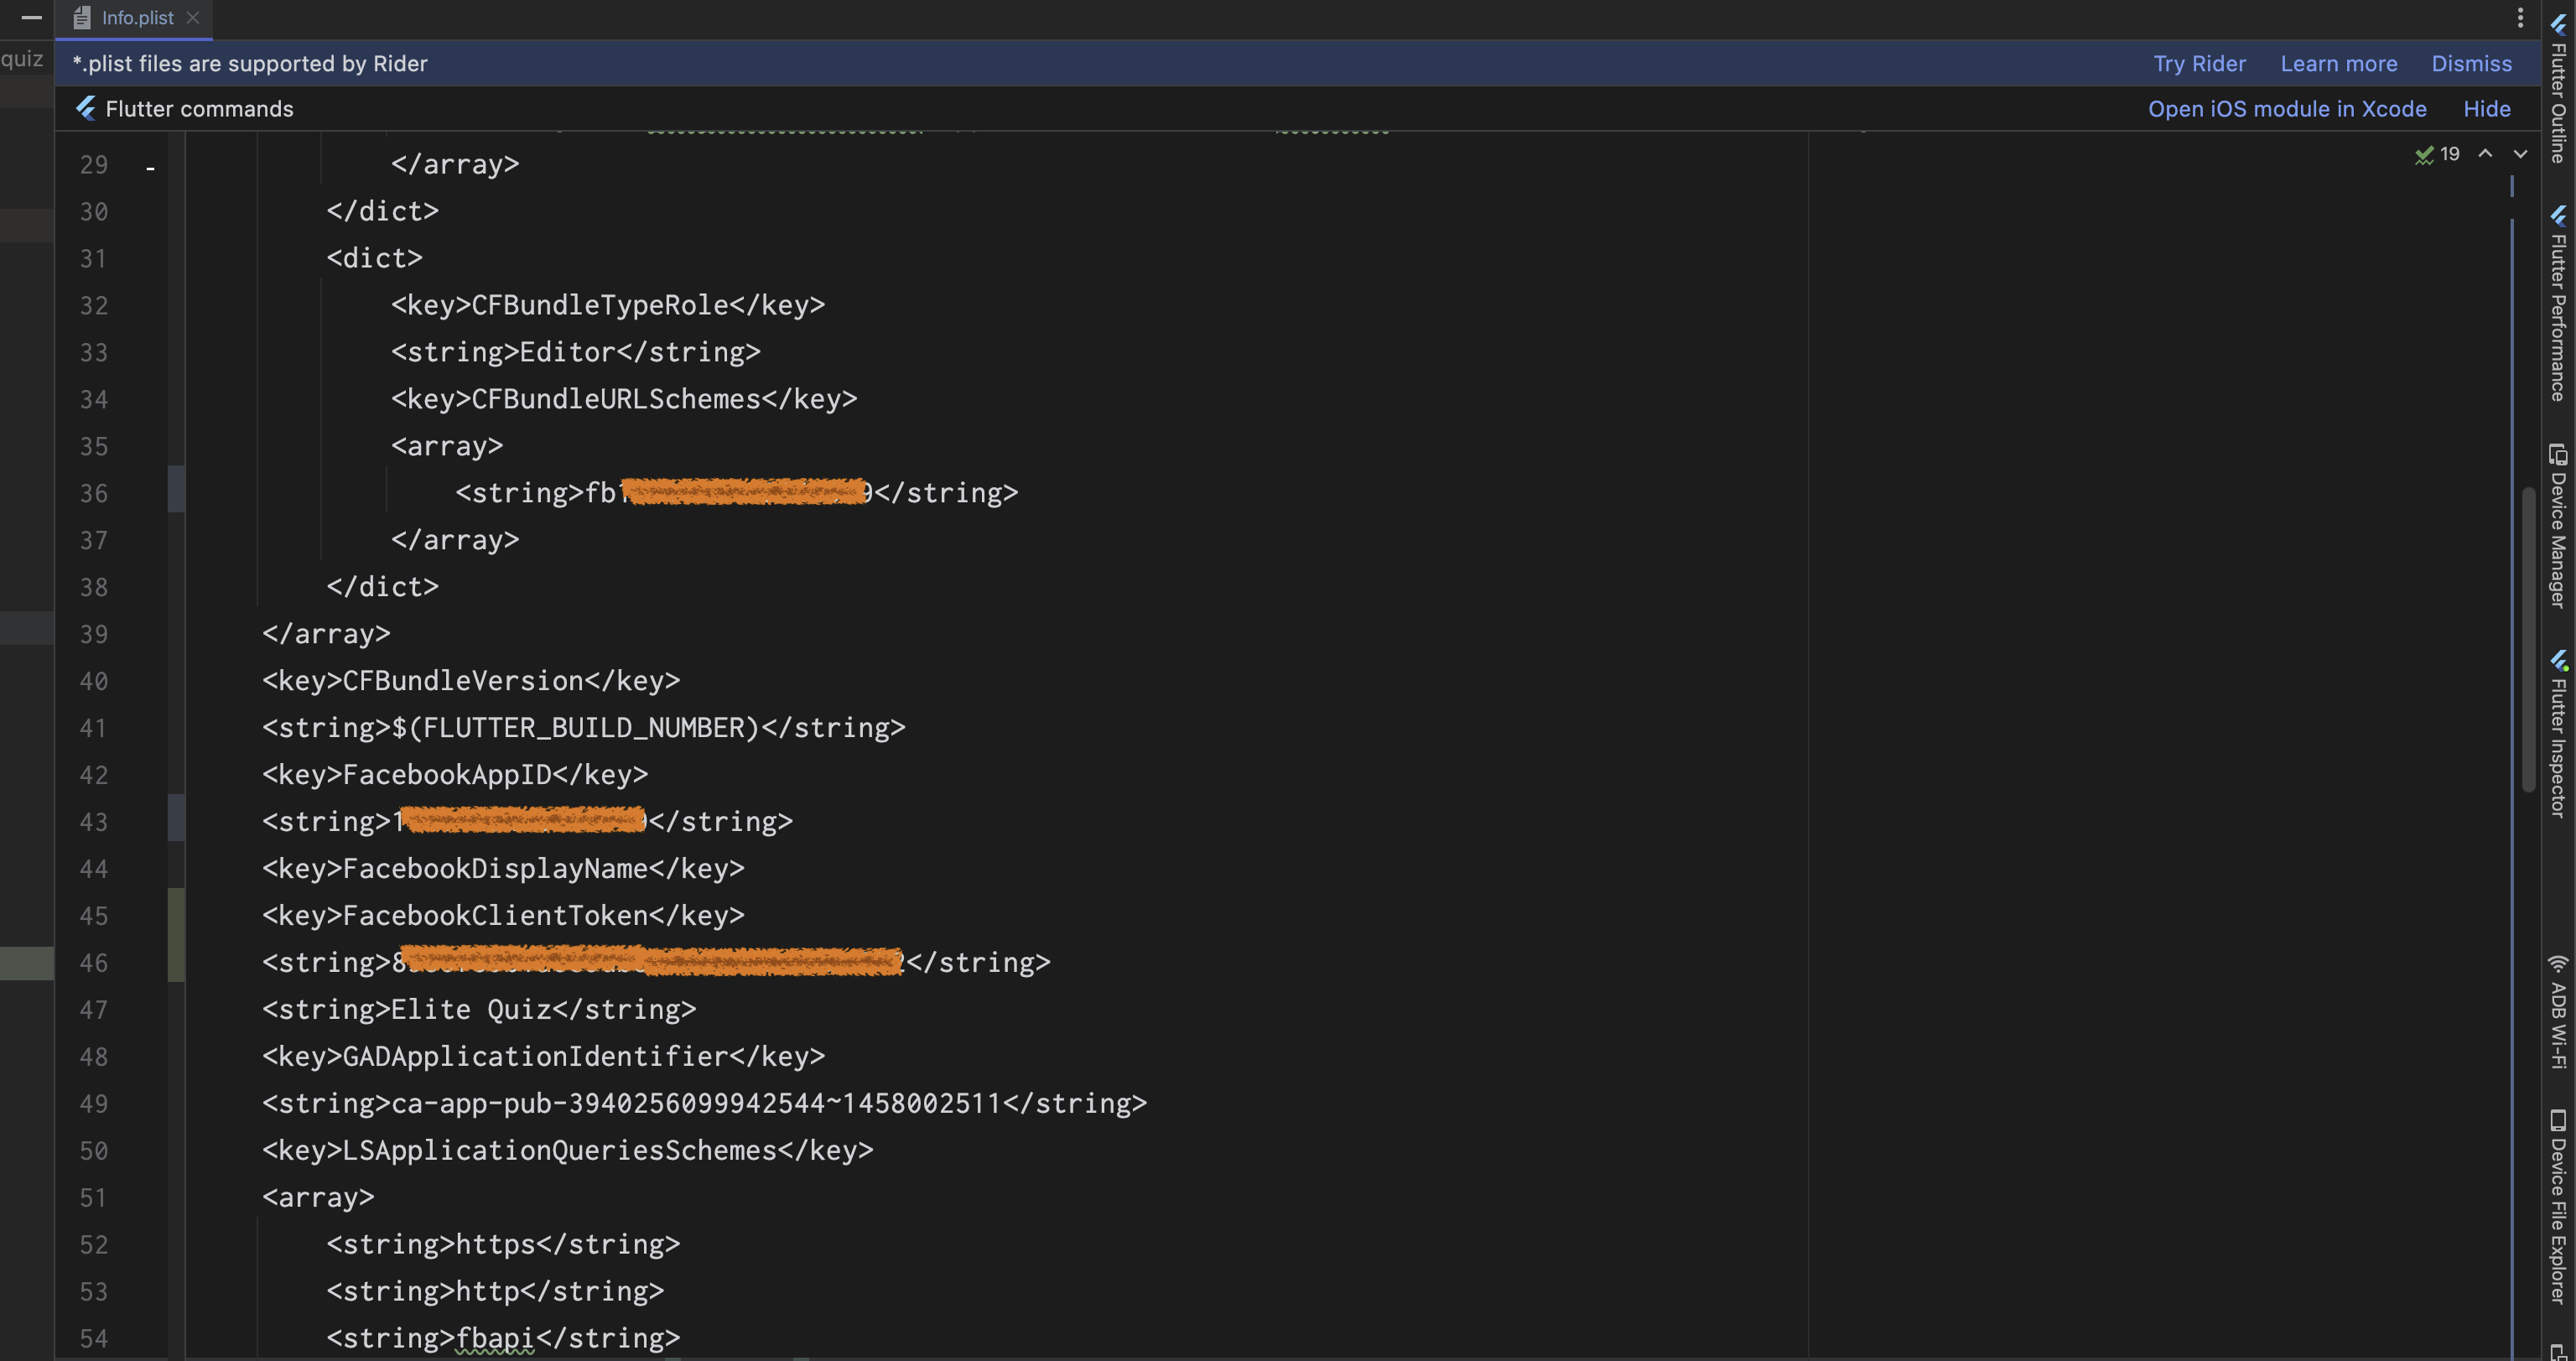 Info.plist
quiz
*.plist files are supported by Rider
Try Rider Learn more Dismiss
Flutter commands
Open iOS module in Xcode Hide
19
29 </array>
30 </dict>
31 <dict>
32 <key>CFBundleTypeRole</key>
33 <string>Editor</string>
34 <key>CFBundleURLSchemes</key>
35 <array>
36 <string>fb1 9</string>
37 </array>
38 </dict>
39 </array>
40 <key>CFBundleVersion</key>
41 <string>$(FLUTTER_BUILD_NUMBER)</string>
42 <key>FacebookAppID</key>
43 <string>1 </string>
44 <key>FacebookDisplayName</key>
45 <key>FacebookClientToken</key>
46 <string>8 2</string>
47 <string>Elite Quiz</string>
48 <key>GADApplicationIdentifier</key>
49 <string>ca-app-pub-3940256099942544~1458002511</string>
50 <key>LSApplicationQueriesSchemes</key>
51 <array>
52 <string>https</string>
53 <string>http</string>
54 <string>fbapi</string>
Flutter Outline
Flutter Performance
Device Manager
Flutter Inspector
ADB Wi-Fi
Device File Explorer